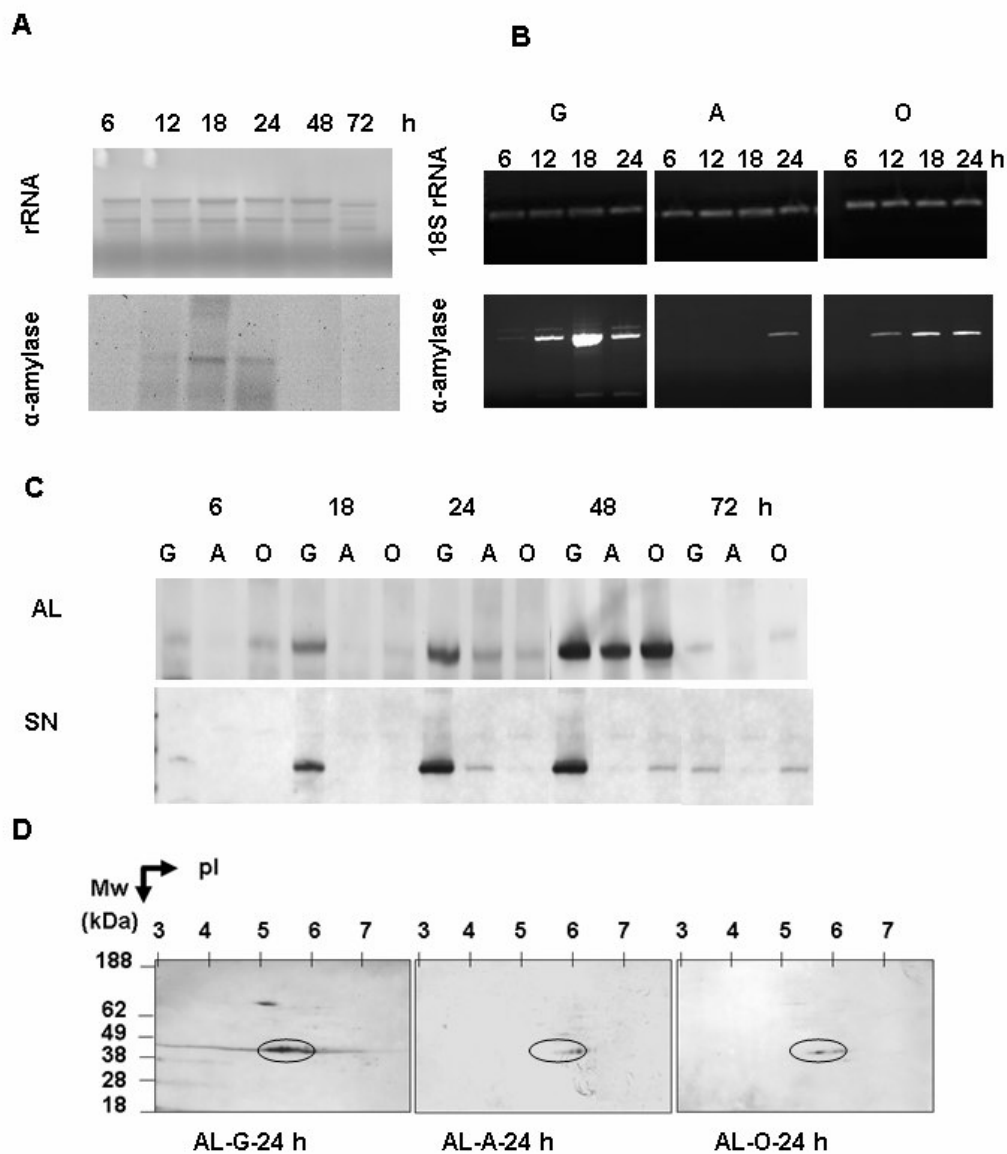 A
B
6 12 18 24 48 72 h
rRNA
α-amylase
G A O
6 12 18 24 6 12 18 24 6 12 18 24 h
18S rRNA
α-amylase
C
6 18 24 48 72 h
G A O G A O G A O G A O G A O
AL
SN
D
pI
Mw
(kDa)
3 4 5 6 7 3 4 5 6 7 3 4 5 6 7
188
62
49
38
28
18
AL-G-24 h AL-A-24 h AL-O-24 h